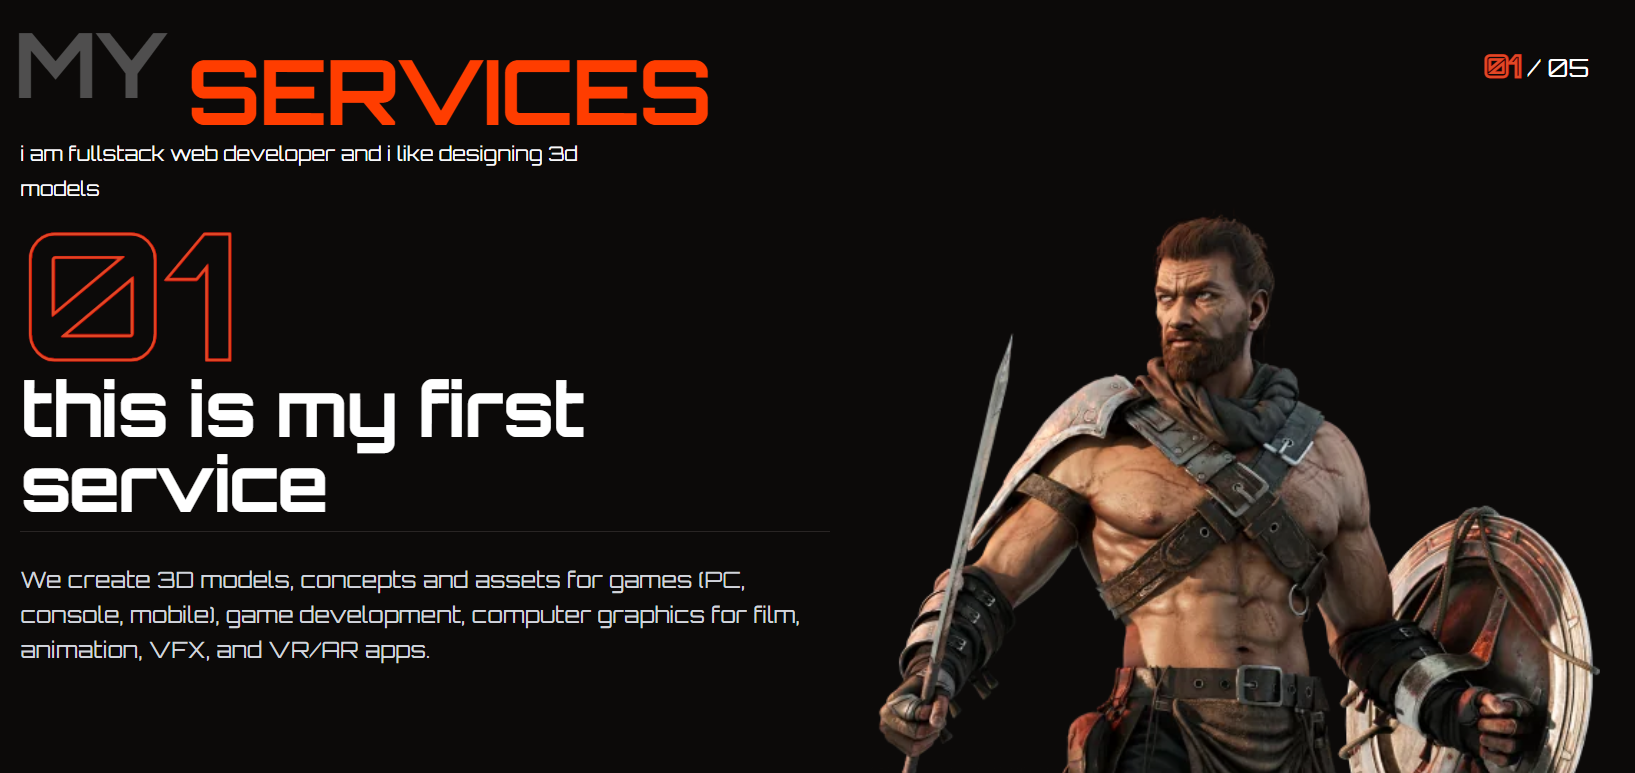 MY SERVICES
01 / 05
i am fullstack web developer and i like designing 3d
models
01
this is my first
service
We create 3D models, concepts and assets for games (PC,
console, mobile), game development, computer graphics for film,
animation, VFX, and VR/AR apps.